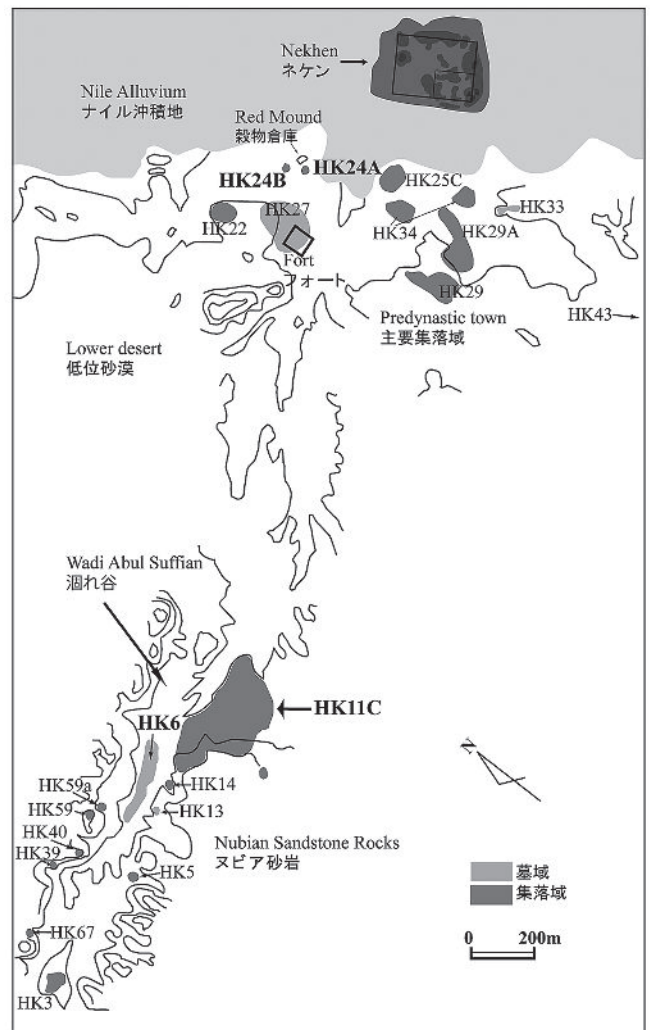 Nekhen
ネケン
Nile Alluvium
ナイル沖積地
Red Mound
穀物倉庫
HK24B
HK24A
HK25C
HK22
HK27
HK34
HK33
HK29A
Fort
フォート
HK29
HK43
Predynastic town
主要集落域
Lower desert
低位砂漠
Wadi Abul Suffian
涸れ谷
HK6
HK11C
HK59a
HK14
HK59
HK13
HK40
HK39
Nubian Sandstone Rocks
ヌビア砂岩
HK5
N
墓域
集落域
HK67
0 200m
HK3